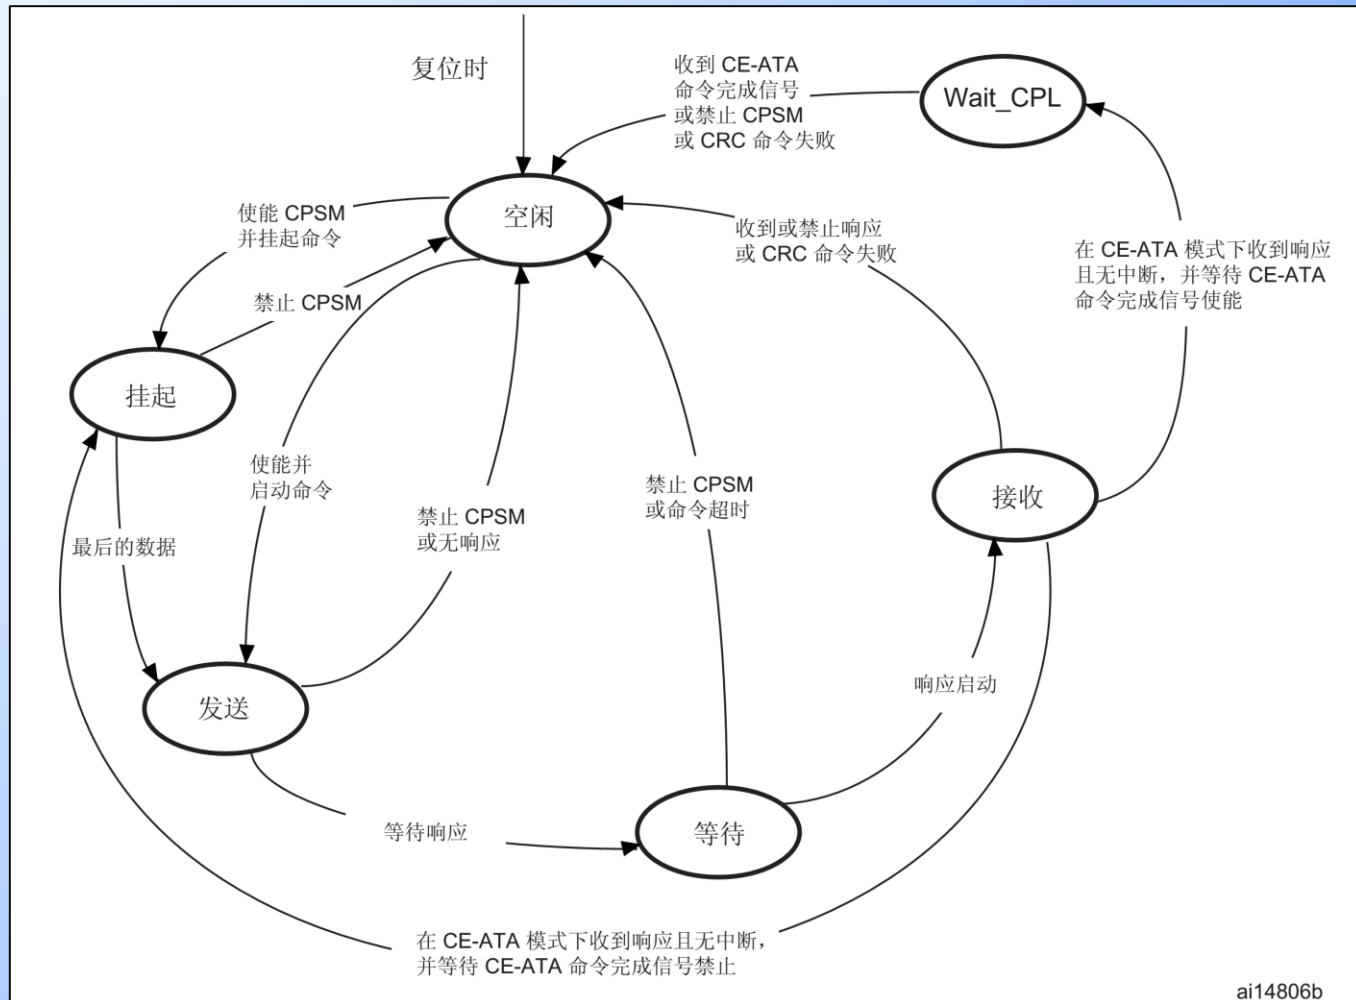 复位时
收到 CE-ATA
命令完成信号
或禁止 CPSM
或 CRC 命令失败
Wait_CPL
使能 CPSM
并挂起命令
空闲
收到或禁止响应
或 CRC 命令失败
在 CE-ATA 模式下收到响应
且无中断，并等待 CE-ATA
命令完成信号使能
禁止 CPSM
挂起
使能并
启动命令
禁止 CPSM
或无响应
禁止 CPSM
或命令超时
接收
最后的数据
发送
响应启动
等待响应
等待
在 CE-ATA 模式下收到响应且无中断，
并等待 CE-ATA 命令完成信号禁止
ai14806b